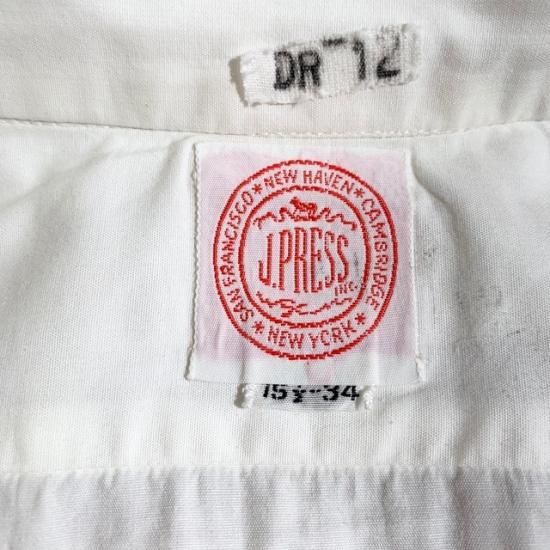 DR-12
SAN FRANCISCO * NEW HAVEN * CAMBRIDGE * NEW YORK *
J. PRESS
INC.
15½-34